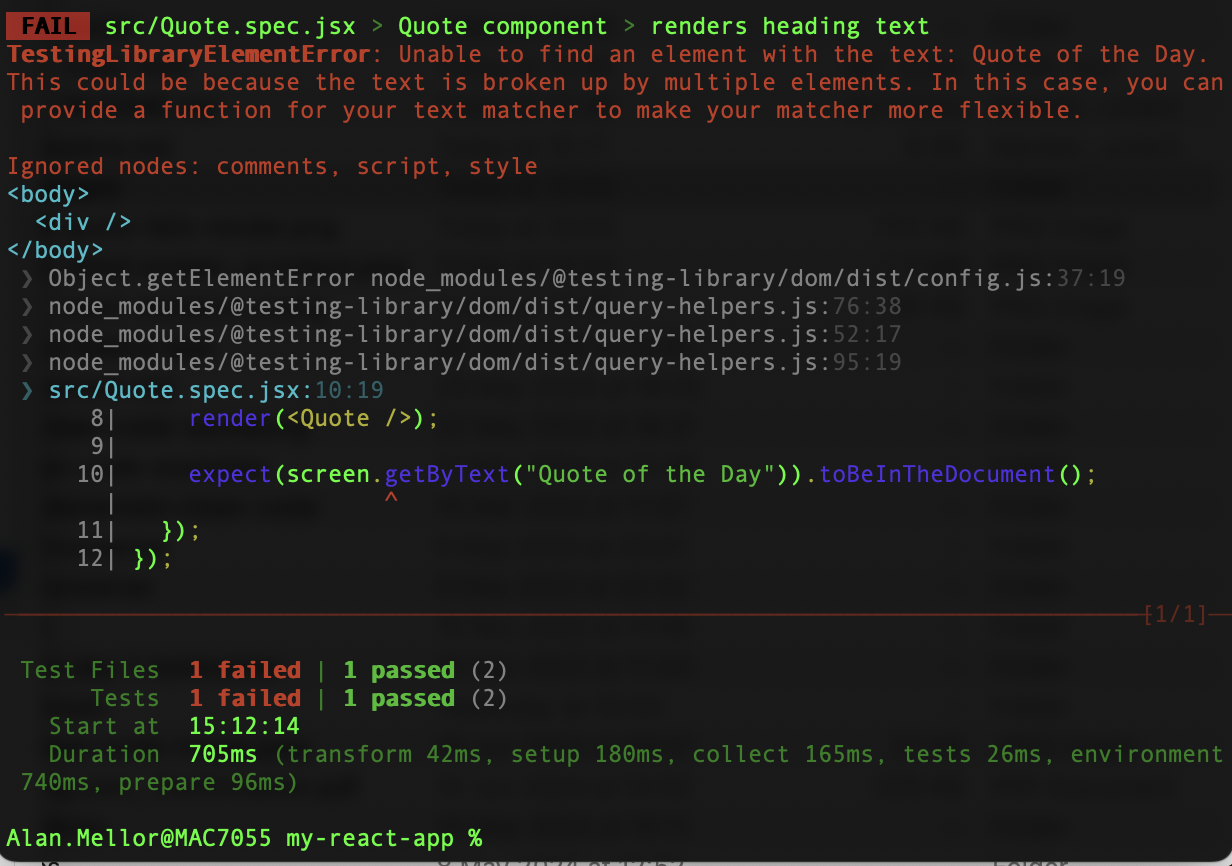 FAIL src/Quote.spec.jsx > Quote component > renders heading text
TestingLibraryElementError: Unable to find an element with the text: Quote of the Day.
This could be because the text is broken up by multiple elements. In this case, you can
provide a function for your text matcher to make your matcher more flexible.
Ignored nodes: comments, script, style
<body>
  <div />
</body>
❯ Object.getElementError node_modules/@testing-library/dom/dist/config.js:37:19
❯ node_modules/@testing-library/dom/dist/query-helpers.js:76:38
❯ node_modules/@testing-library/dom/dist/query-helpers.js:52:17
❯ node_modules/@testing-library/dom/dist/query-helpers.js:95:19
❯ src/Quote.spec.jsx:10:19
8|     render(<Quote />);
9|
10|     expect(screen.getByText("Quote of the Day")).toBeInTheDocument();
|                   ^
11|   });
12| });
[1/1]
Test Files  1 failed | 1 passed (2)
Tests  1 failed | 1 passed (2)
Start at  15:12:14
Duration  705ms (transform 42ms, setup 180ms, collect 165ms, tests 26ms, environment
740ms, prepare 96ms)
Alan.Mellor@MAC7055 my-react-app %